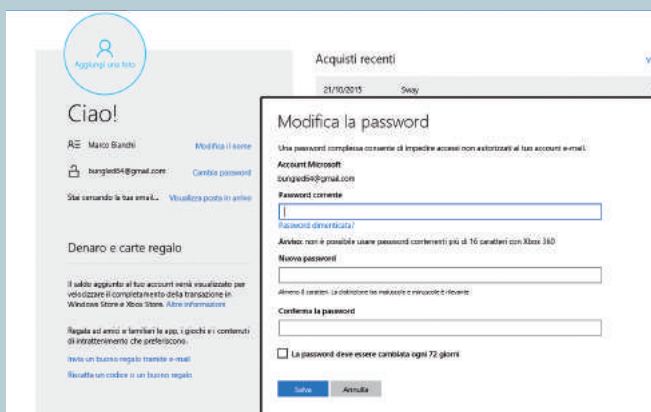 Aggiungi una foto
Ciao!
Marco Bianchi Modifica il nome
bungled64@gmail.com Cambia password
Stai cercando la tua email... Visualizza posta in arrivo
Denaro e carte regalo
Il saldo aggiunto al tuo account verrà visualizzato per
velocizzare il completamento della transazione in
Windows Store e Xbox Store. Altre informazioni
Regala ad amici e familiari le app, i giochi e i contenuti
di intrattenimento che preferiscono.
Invia un buono regalo tramite e-mail
Riscatta un codice o un buono regalo
Acquisti recenti
V
21/10/2015 Sway
Modifica la password
Una password complessa consente di impedire accessi non autorizzati al tuo account e-mail.
Account Microsoft
bungled64@gmail.com
Password corrente
Password dimenticata?
Avviso: non è possibile usare password contenenti più di 16 caratteri con Xbox 360
Nuova password
Almeno 8 caratteri. La distinzione tra maiuscole e minuscole è rilevante
Conferma la password
La password deve essere cambiata ogni 72 giorni
Salva Annulla